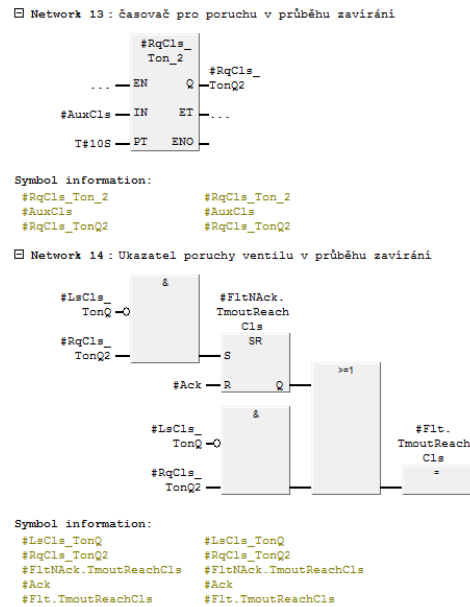 Network 13 : časovač pro poruchu v průběhu zavírání
#RqCls_
Ton_2
#RqCls_
... EN Q TonQ2
#AuxCls IN ET ...
T#10S PT ENO
Symbol information:
#RqCls_Ton_2 #RqCls_Ton_2
#AuxCls #AuxCls
#RqCls_TonQ2 #RqCls_TonQ2
Network 14 : Ukazatel poruchy ventilu v průběhu zavírání
&
#LsCls_
TonQ
#RqCls_
TonQ2
#FltNAck.
TmoutReach
Cls
SR
S
#Ack R Q
>=1
&
#LsCls_
TonQ
#RqCls_
TonQ2
#Flt.
TmoutReach
Cls
=
Symbol information:
#LsCls_TonQ #LsCls_TonQ
#RqCls_TonQ2 #RqCls_TonQ2
#FltNAck.TmoutReachCls #FltNAck.TmoutReachCls
#Ack #Ack
#Flt.TmoutReachCls #Flt.TmoutReachCls